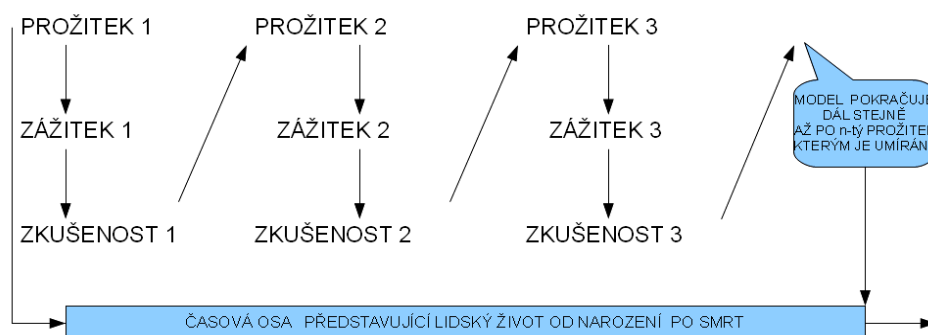 PROŽITEK 1 PROŽITEK 2 PROŽITEK 3
ZÁŽITEK 1 ZÁŽITEK 2 ZÁŽITEK 3
ZKUŠENOST 1 ZKUŠENOST 2 ZKUŠENOST 3
MODEL POKRAČUJE
DÁL STEJNĚ
AŽ PO n-tý PROŽITEK
KTERÝM JE UMÍRÁNÍ
ČASOVÁ OSA PŘEDSTAVUJÍCÍ LIDSKÝ ŽIVOT OD NAROZENÍ PO SMRT